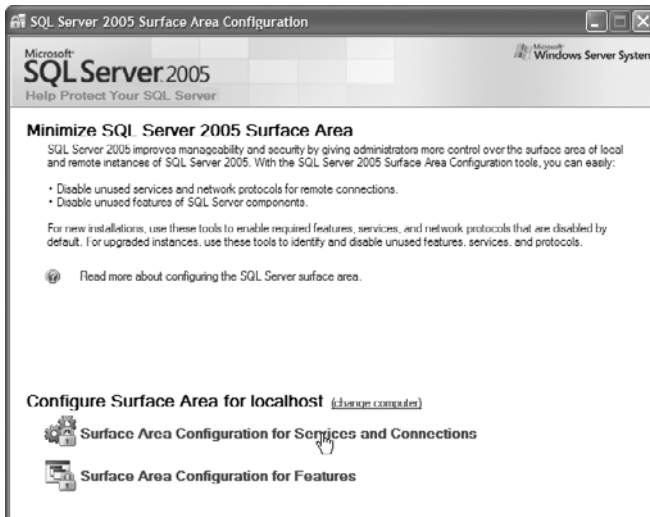 SQL Server 2005 Surface Area Configuration
Microsoft
SQL Server 2005
Help Protect Your SQL Server
Microsoft
Windows Server System
Minimize SQL Server 2005 Surface Area
SQL Server 2005 improves manageability and security by giving administrators more control over the surface area of local
and remote instances of SQL Server 2005. With the SQL Server 2005 Surface Area Configuration tools, you can easily:
• Disable unused services and network protocols for remote connections.
• Disable unused features of SQL Server components.
For new installations, use these tools to enable required features, services, and network protocols that are disabled by
default. For upgraded instances, use these tools to identify and disable unused features, services, and protocols.
Read more about configuring the SQL Server surface area.
Configure Surface Area for localhost (change computer)
Surface Area Configuration for Services and Connections
Surface Area Configuration for Features